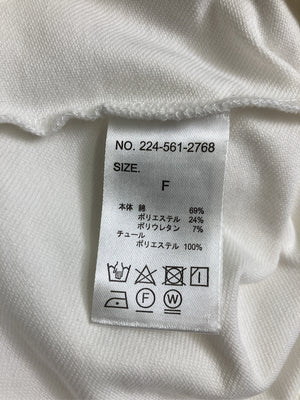 NO. 224-561-2768
SIZE.
F
本体 綿 69%
ポリエステル 24%
ポリウレタン 7%
チュール
ポリエステル 100%
F W